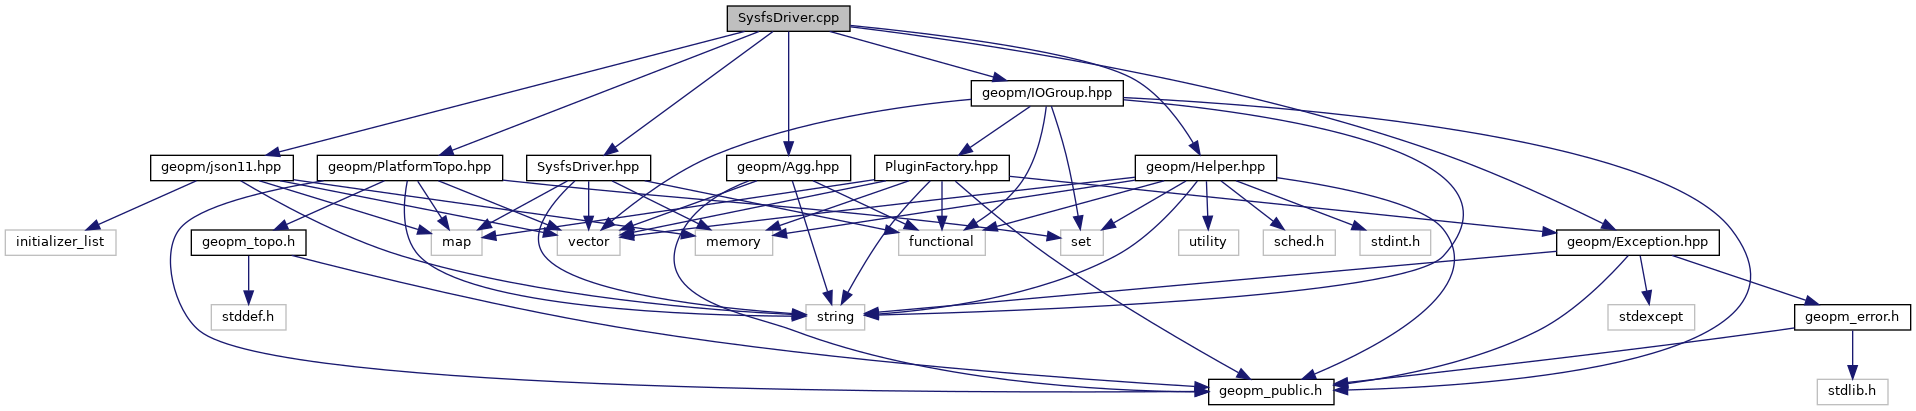 SysfsDriver.cpp
geopm/IOGroup.hpp
geopm/json11.hpp
geopm/PlatformTopo.hpp
SysfsDriver.hpp
geopm/Agg.hpp
PluginFactory.hpp
geopm/Helper.hpp
initializer_list
geopm_topo.h
map
vector
memory
functional
set
utility
sched.h
stdint.h
geopm/Exception.hpp
stddef.h
string
stdexcept
geopm_error.h
geopm_public.h
stdlib.h